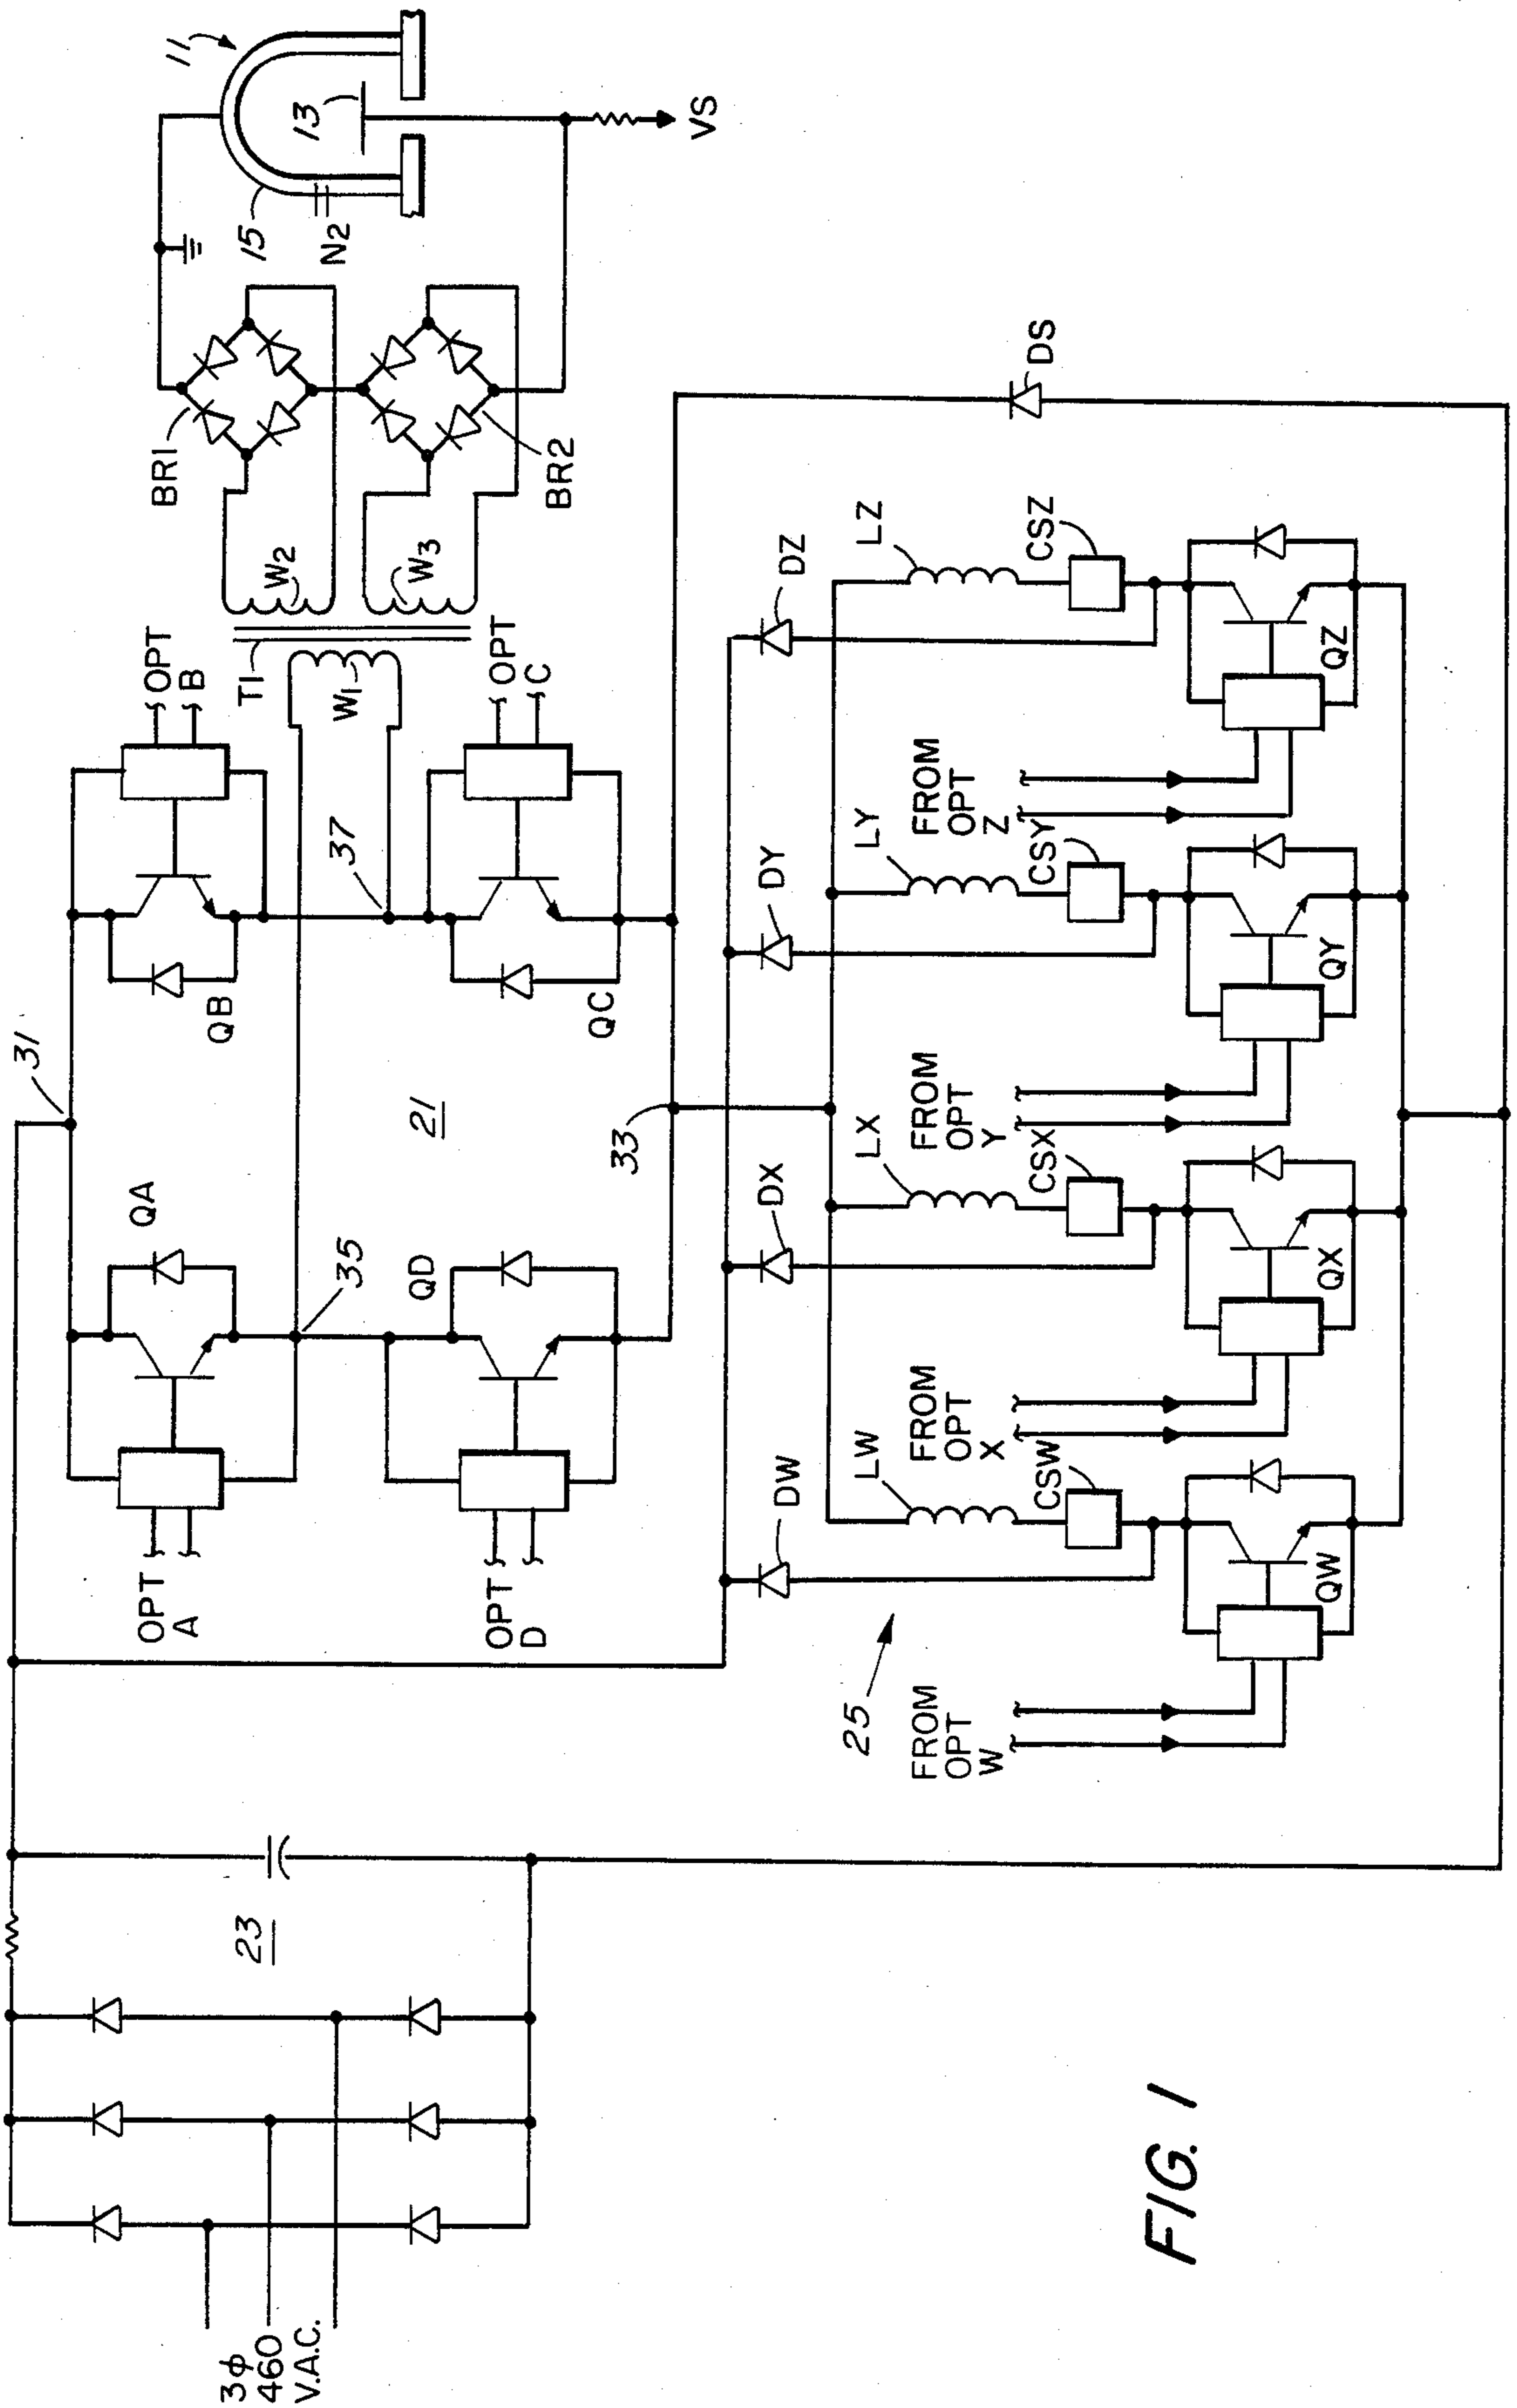 3φ
460
V.A.C.
23
OPT
A
QA
31
QB
OPT
B
T1
W1
W2
W3
BR1
BR2
15
N2
13
11
VS
35
37
21
OPT
D
QD
33
QC
OPT
C
DW
DX
DY
DZ
DS
25
LW
LX
LY
LZ
FROM
OPT
W
CSW
FROM
OPT
X
CSX
FROM
OPT
Y
CSY
FROM
OPT
Z
CSZ
QW
QX
QY
QZ
FIG. 1